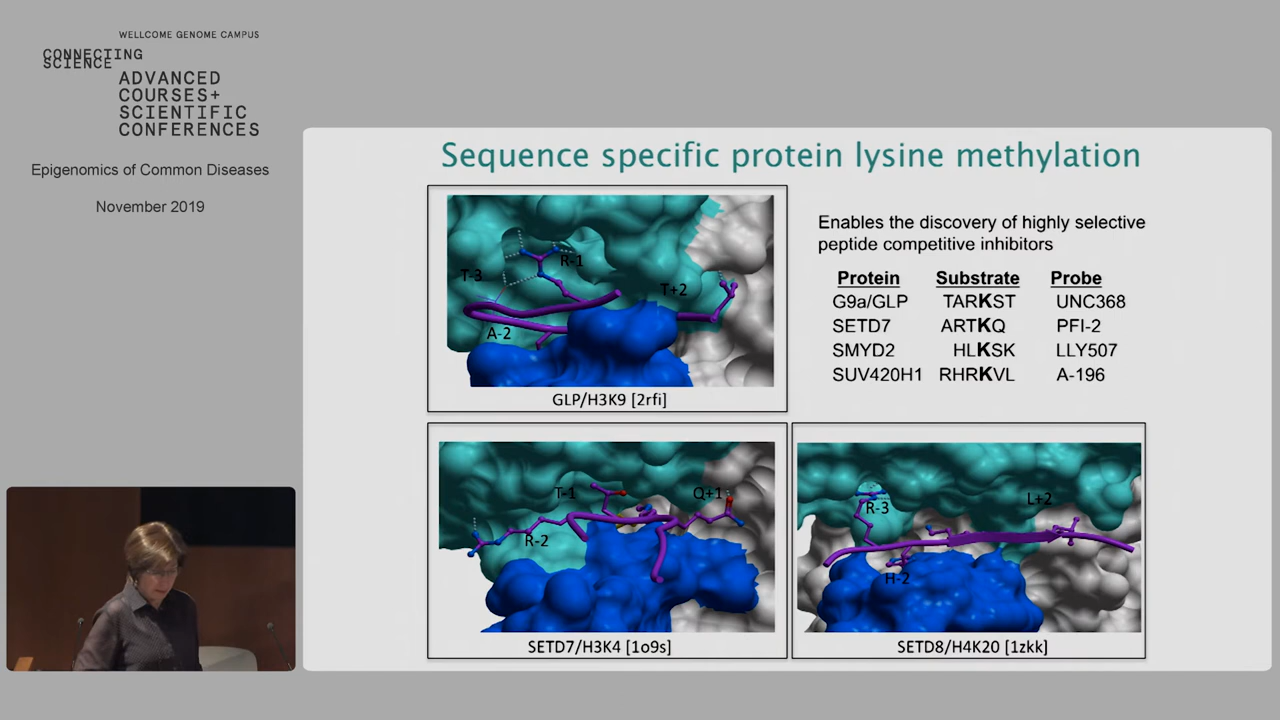 WELLCOME GENOME CAMPUS
CONNECTING
SCIENCE
ADVANCED
COURSES+
SCIENTIFIC
CONFERENCES
Epigenomics of Common Diseases
November 2019
Sequence specific protein lysine methylation
T-3
R-1
T+2
A-2
GLP/H3K9 [2rfi]
Enables the discovery of highly selective
peptide competitive inhibitors
Protein Substrate Probe
G9a/GLP TARKST UNC368
SETD7 ARTKQ PFI-2
SMYD2 HLKSK LLY507
SUV420H1 RHRKVL A-196
T-1
Q+1
R-2
SETD7/H3K4 [1o9s]
R-3
L+2
H-2
SETD8/H4K20 [1zkk]